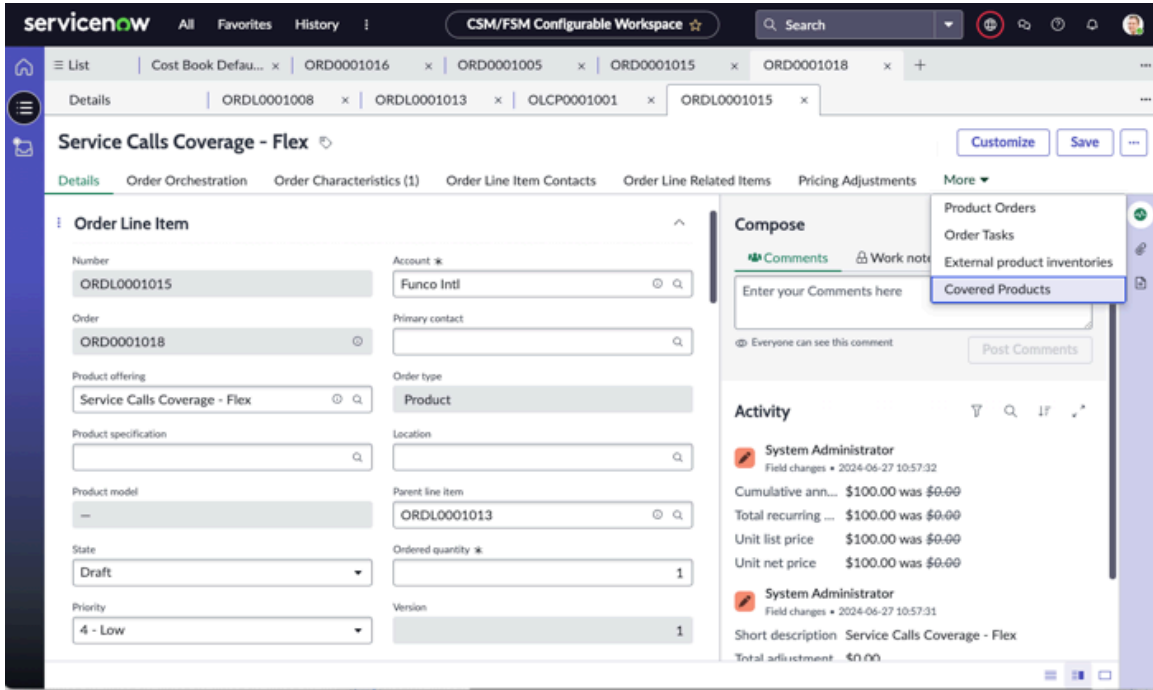 servicenow All Favorites History CSM/FSM Configurable Workspace Search
List Cost Book Defau... × ORD0001016 × ORD0001005 × ORD0001015 × ORD0001018 × +
Details ORDL0001008 × ORDL0001013 × OLCP0001001 × ORDL0001015 ×
Service Calls Coverage - Flex Customize Save
Details Order Orchestration Order Characteristics (1) Order Line Item Contacts Order Line Related Items Pricing Adjustments More
Product Orders
Order Tasks
External product inventories
Covered Products
Order Line Item
Number
ORDL0001015
Account *
Funco Intl
Order
ORD0001018
Primary contact
Product offering
Service Calls Coverage - Flex
Order type
Product
Product specification
Location
Product model
—
Parent line item
ORDL0001013
State
Draft
Ordered quantity *
1
Priority
4 - Low
Version
1
Compose
Comments Work note
Enter your Comments here
Everyone can see this comment
Post Comments
Activity
System Administrator
Field changes • 2024-06-27 10:57:32
Cumulative ann... $100.00 was $0.00
Total recurring ... $100.00 was $0.00
Unit list price $100.00 was $0.00
Unit net price $100.00 was $0.00
System Administrator
Field changes • 2024-06-27 10:57:31
Short description Service Calls Coverage - Flex
Total adjustment $0.00